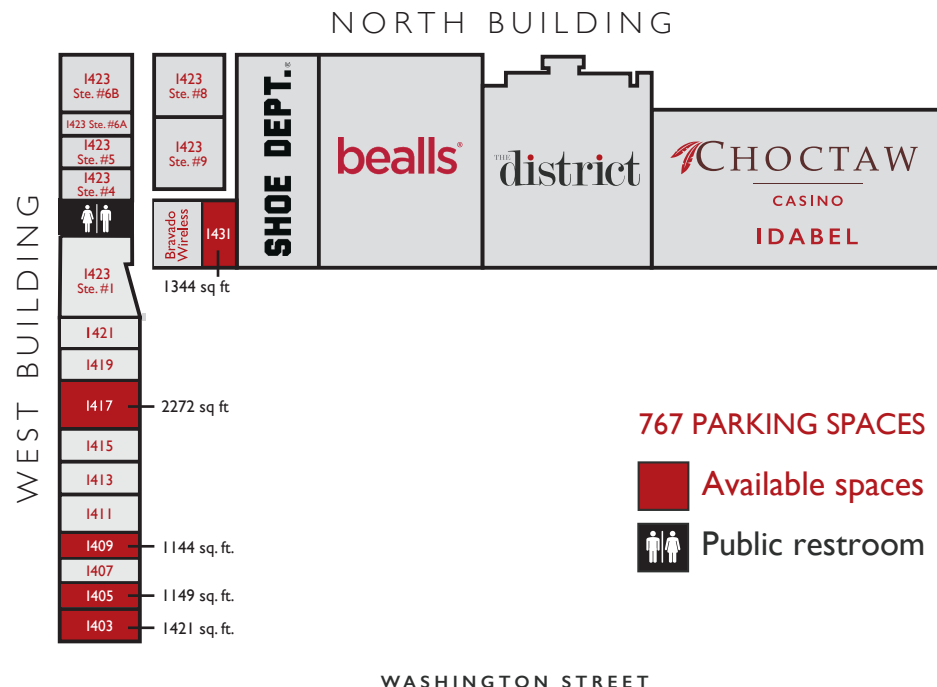 NORTH BUILDING
WEST BUILDING
1423
Ste. #6B
1423 Ste. #6A
1423
Ste. #5
1423
Ste. #4
1423
Ste. #1
1421
1419
1417
2272 sq ft
1415
1413
1411
1409
1144 sq. ft.
1407
1405
1149 sq. ft.
1403
1421 sq. ft.
1423
Ste. #8
1423
Ste. #9
Bravado
Wireless
1431
1344 sq ft
SHOE DEPT.®
bealls®
THE
district
CHOCTAW
CASINO
IDABEL
767 PARKING SPACES
Available spaces
Public restroom
WASHINGTON STREET